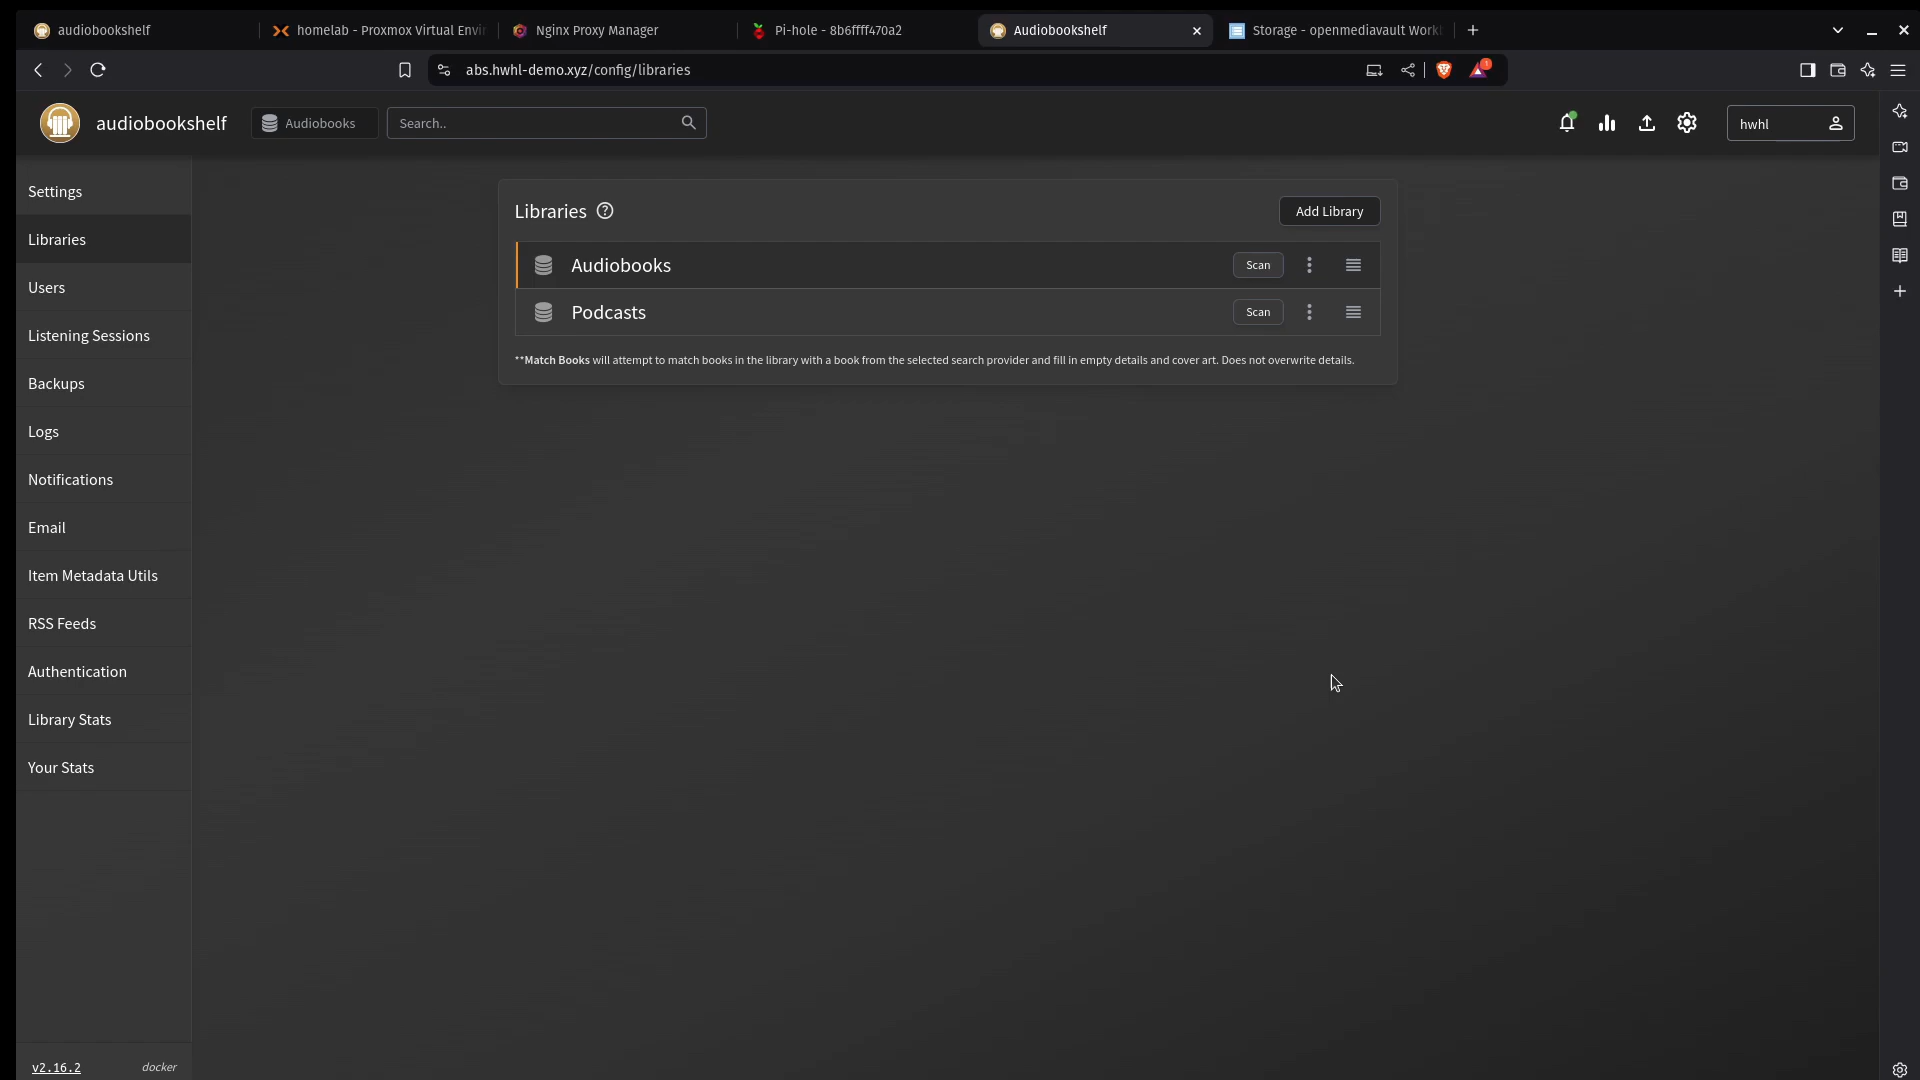 audiobookshelf
homelab - Proxmox Virtual Envir
Nginx Proxy Manager
Pi-hole - 8b6ffff470a2
Audiobookshelf
Storage - openmediavault Work
abs.hwhl-demo.xyz/config/libraries
1
audiobookshelf
Audiobooks
Search..
hwhl
Settings
Libraries
Users
Listening Sessions
Backups
Logs
Notifications
Email
Item Metadata Utils
RSS Feeds
Authentication
Library Stats
Your Stats
v2.16.2
docker
Libraries
Add Library
Audiobooks
Scan
Podcasts
Scan
**Match Books will attempt to match books in the library with a book from the selected search provider and fill in empty details and cover art. Does not overwrite details.